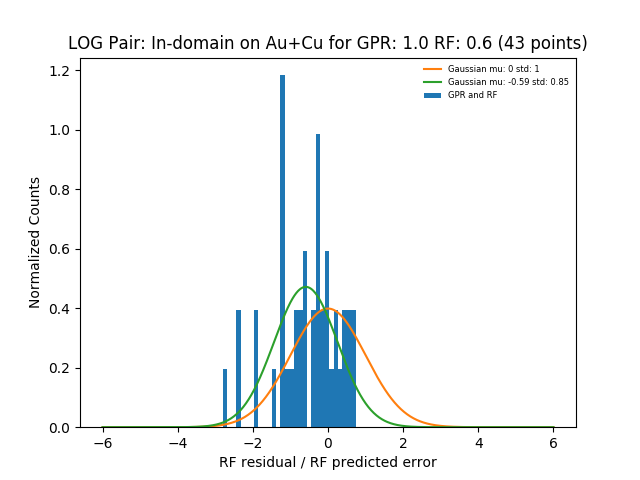 LOG Pair: In-domain on Au+Cu for GPR: 1.0 RF: 0.6 (43 points)
Gaussian mu: 0 std: 1
Gaussian mu: -0.59 std: 0.85
GPR and RF
Normalized Counts
1.2
1.0
0.8
0.6
0.4
0.2
0.0
−6 −4 −2 0 2 4 6
RF residual / RF predicted error